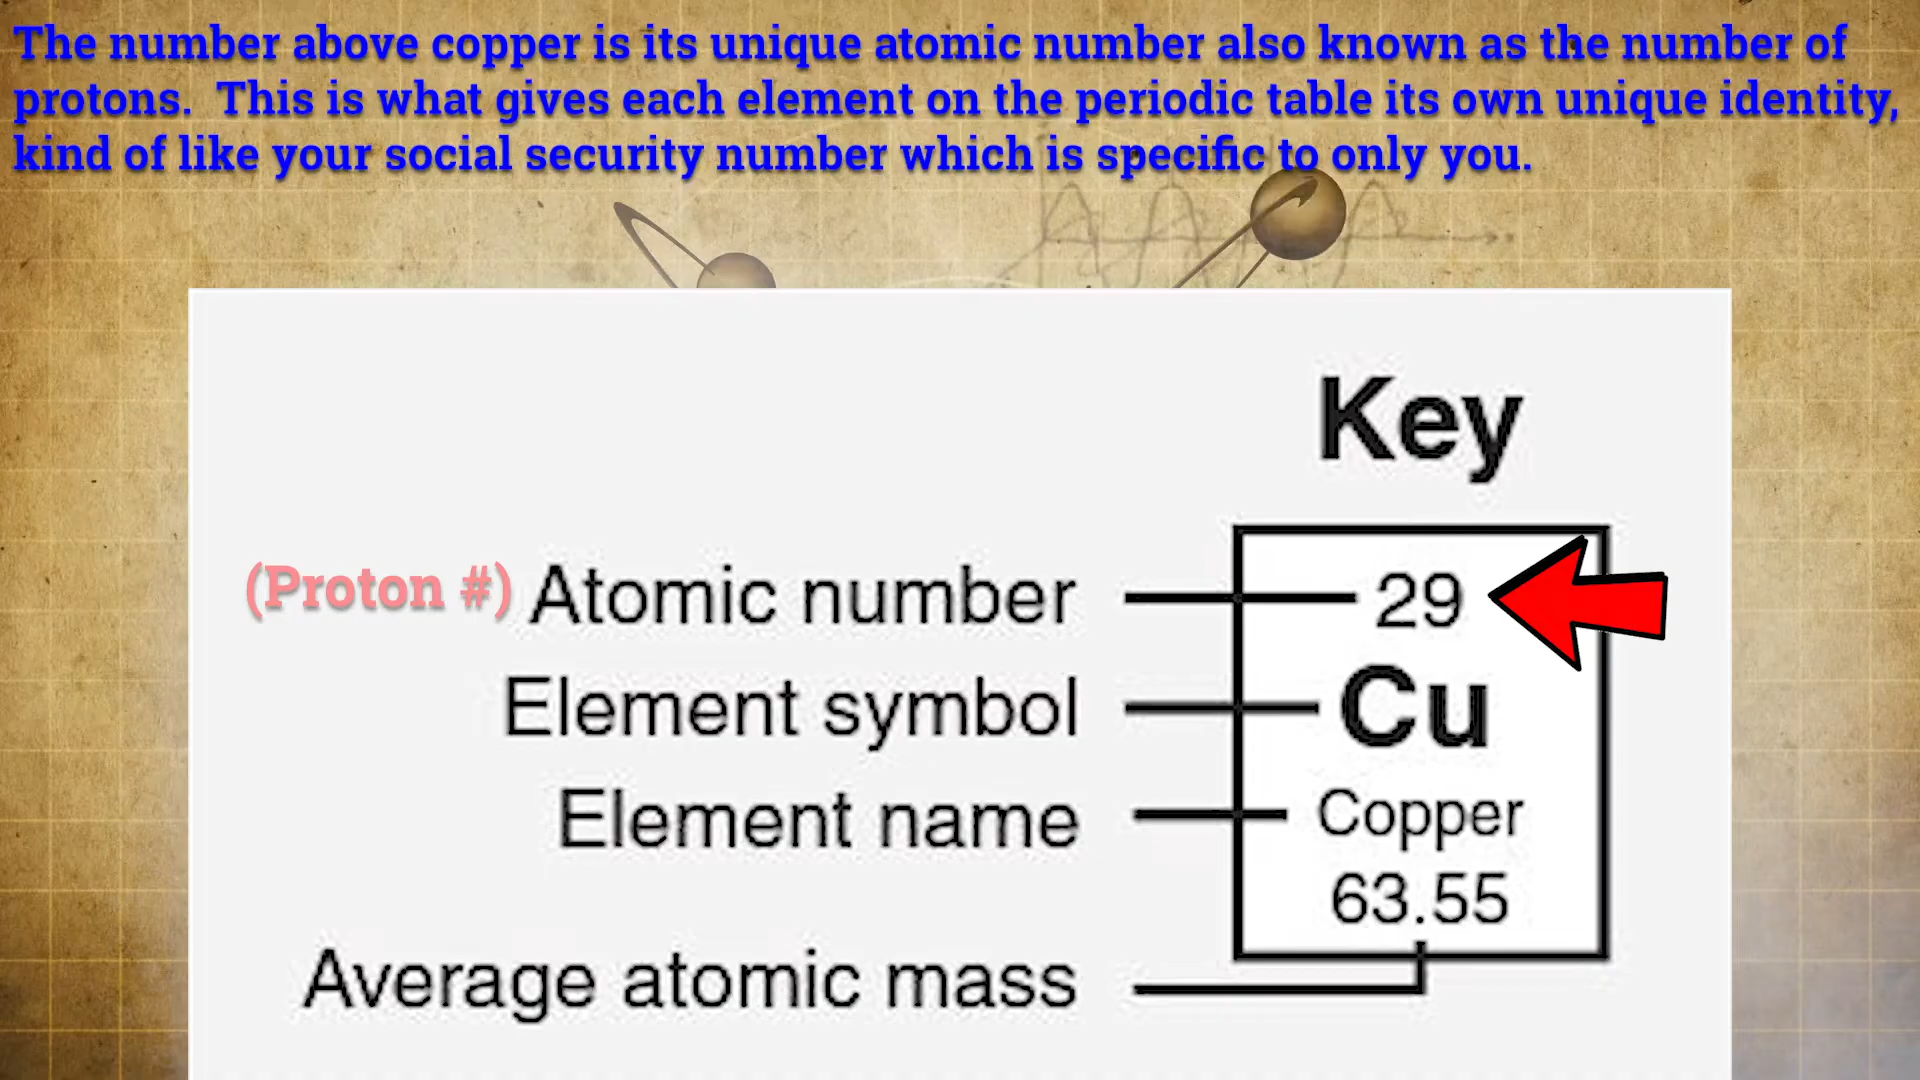 The number above copper is its unique atomic number also known as the number of
protons.  This is what gives each element on the periodic table its own unique identity,
kind of like your social security number which is specific to only you.
Key
(Proton #) Atomic number 29
Element symbol Cu
Element name Copper
63.55
Average atomic mass